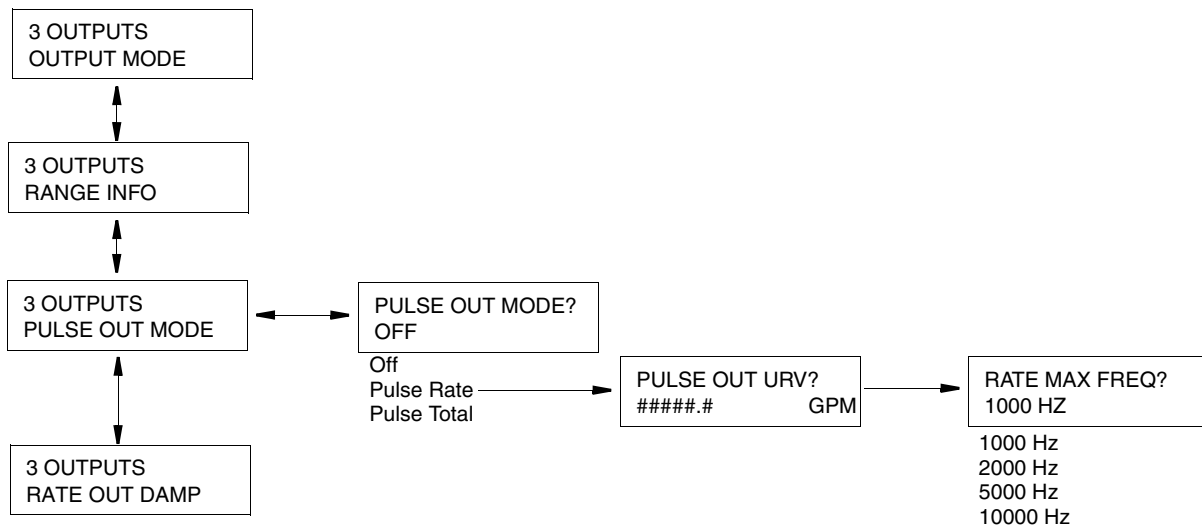 3 OUTPUTS
OUTPUT MODE
3 OUTPUTS
RANGE INFO
3 OUTPUTS
PULSE OUT MODE
PULSE OUT MODE?
OFF
Off
Pulse Rate
Pulse Total
PULSE OUT URV?
#####.# GPM
RATE MAX FREQ?
1000 HZ
1000 Hz
2000 Hz
5000 Hz
10000 Hz
3 OUTPUTS
RATE OUT DAMP